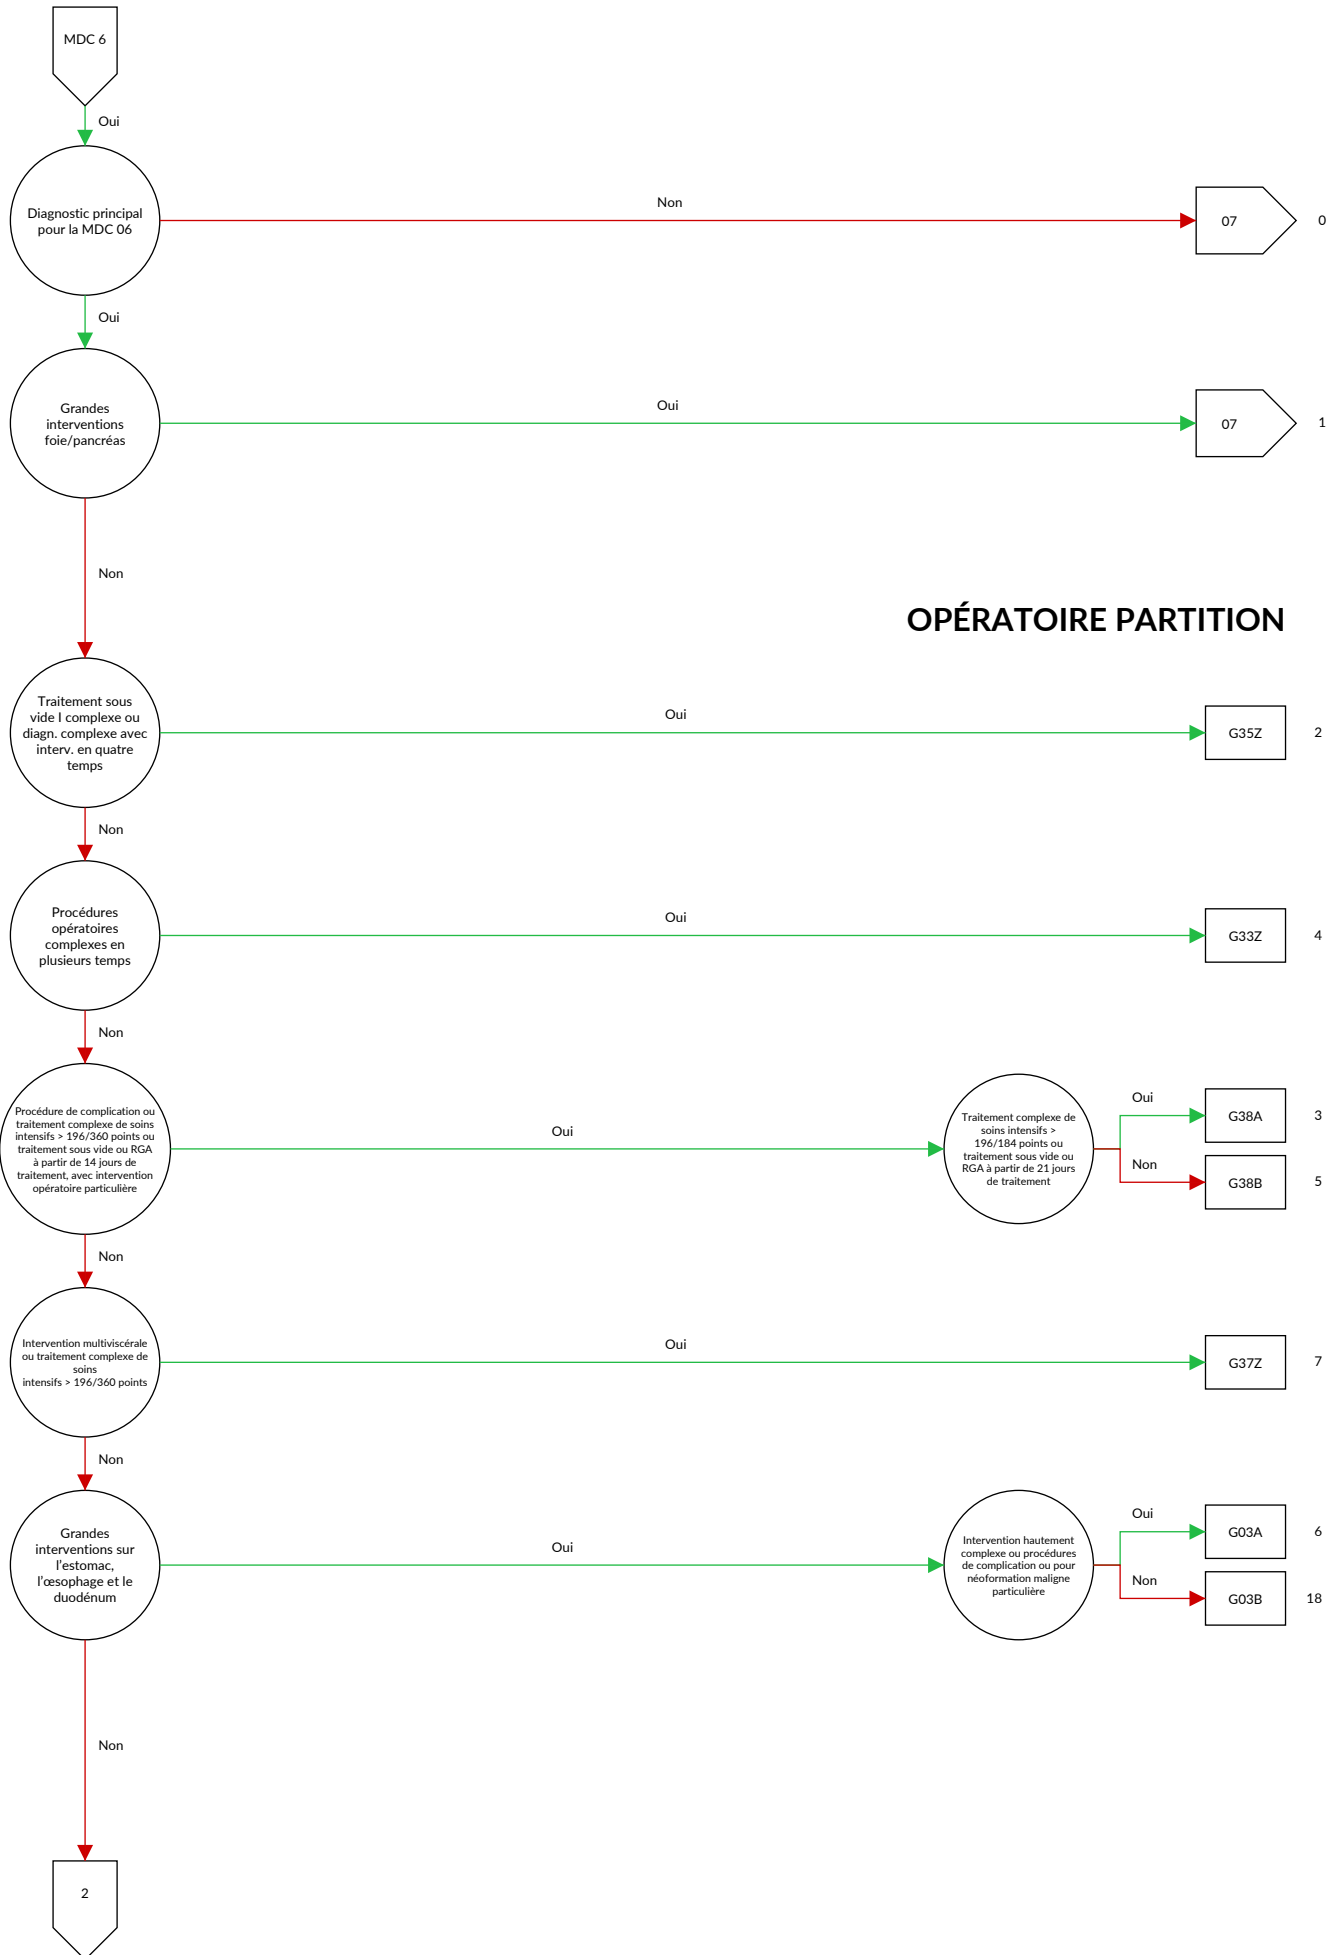 MDC 6
Oui
Diagnostic principal
pour la MDC 06
Non
07
0
Oui
Grandes
interventions
foie/pancréas
Oui
07
1
Non
OPÉRATOIRE PARTITION
Traitement sous
vide I complexe ou
diagn. complexe avec
interv. en quatre
temps
Oui
G35Z
2
Non
Procédures
opératoires
complexes en
plusieurs temps
Oui
G33Z
4
Non
Procédure de complication ou
traitement complexe de soins
intensifs > 196/360 points ou
traitement sous vide ou RGA
à partir de 14 jours de
traitement, avec intervention
opératoire particulière
Oui
Traitement complexe de
soins intensifs >
196/184 points ou
traitement sous vide ou
RGA à partir de 21 jours
de traitement
Oui
G38A
3
Non
G38B
5
Non
Intervention multiviscérale
ou traitement complexe de
soins
intensifs > 196/360 points
Oui
G37Z
7
Non
Grandes
interventions sur
l'estomac,
l'œsophage et le
duodénum
Oui
Intervention hautement
complexe ou procédures
de complication ou pour
néoformation maligne
particulière
Oui
G03A
6
Non
G03B
18
Non
2